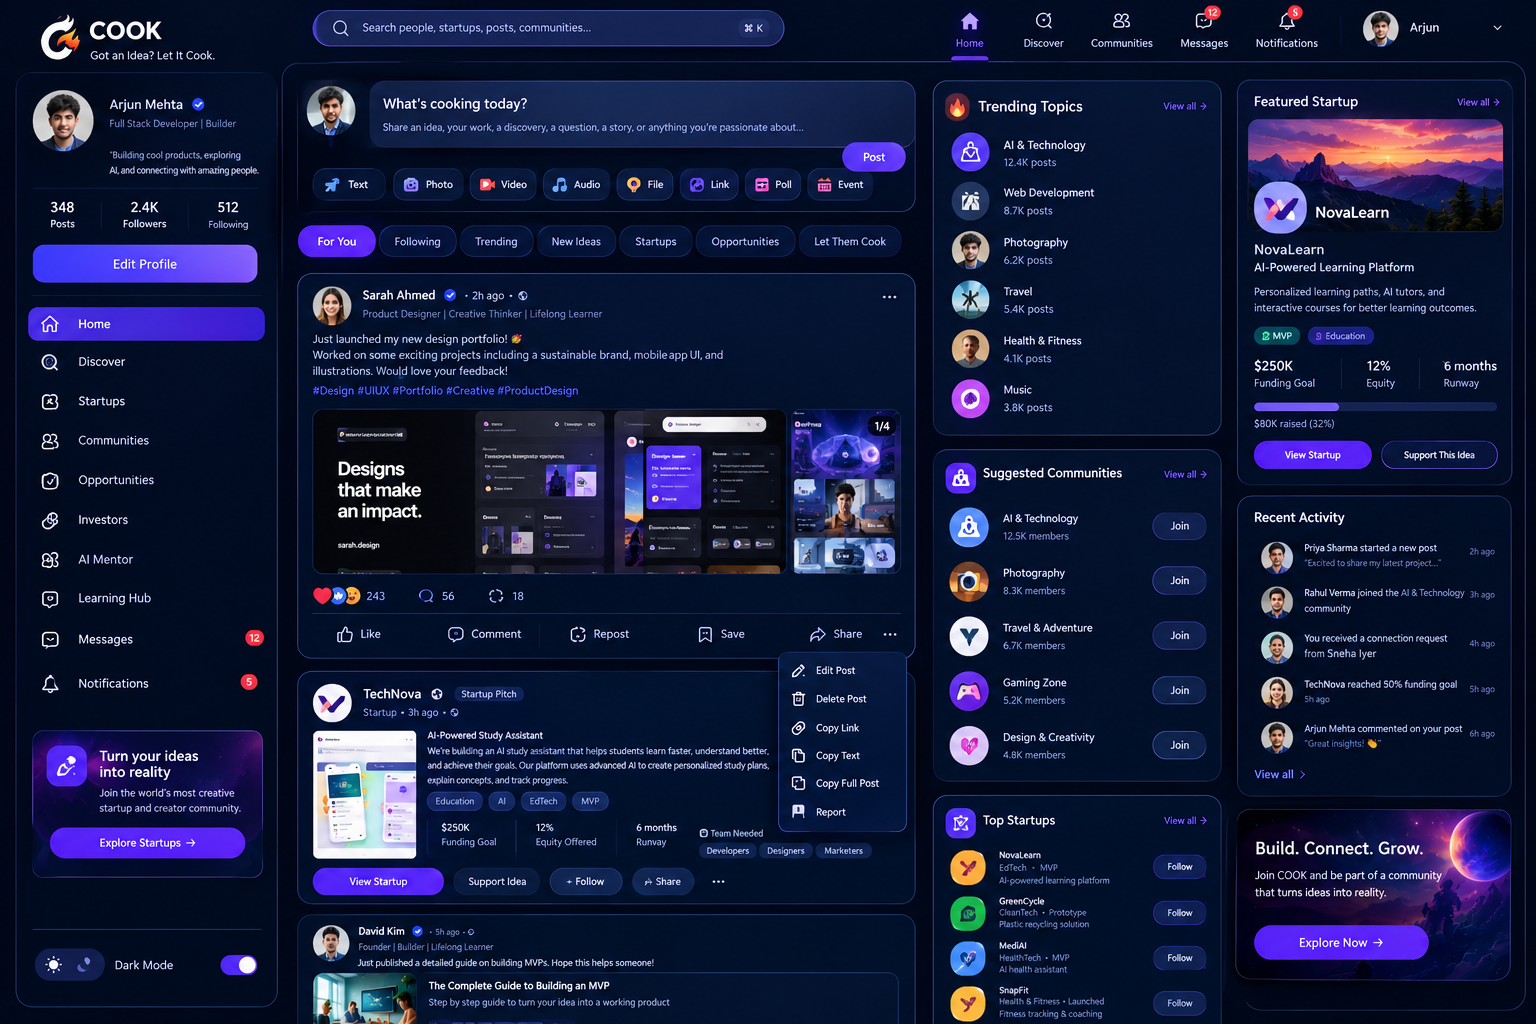 COOK
Got an Idea? Let It Cook.
Search people, startups, posts, communities...
⌘ K
Home
Discover
Communities
12
Messages
5
Notifications
Arjun
Arjun Mehta
Full Stack Developer | Builder
"Building cool products, exploring
AI, and connecting with amazing people.
348
Posts
2.4K
Followers
512
Following
Edit Profile
Home
Discover
Startups
Communities
Opportunities
Investors
AI Mentor
Learning Hub
Messages
12
Notifications
5
Turn your ideas
into reality
Join the world's most creative
startup and creator community.
Explore Startups →
Dark Mode
What's cooking today?
Share an idea, your work, a discovery, a question, a story, or anything you're passionate about...
Post
Text
Photo
Video
Audio
File
Link
Poll
Event
For You
Following
Trending
New Ideas
Startups
Opportunities
Let Them Cook
Sarah Ahmed
• 2h ago •
Product Designer | Creative Thinker | Lifelong Learner
Just launched my new design portfolio!
Worked on some exciting projects including a sustainable brand, mobile app UI, and
illustrations. Would love your feedback!
#Design #UIUX #Portfolio #Creative #ProductDesign
Designs
that make
an impact.
sarah.design
1/4
243
56
18
Like
Comment
Repost
Save
Share
Edit Post
Delete Post
Copy Link
Copy Text
Copy Full Post
Report
TechNova
Startup Pitch
Startup • 3h ago •
AI-Powered Study Assistant
We're building an AI study assistant that helps students learn faster, understand better,
and achieve their goals. Our platform uses advanced AI to create personalized study plans,
explain concepts, and track progress.
Education
AI
EdTech
MVP
$250K
Funding Goal
12%
Equity Offered
6 months
Runvay
Team Needed
Developers
Designers
Marketers
View Startup
Support Idea
+ Follow
Share
David Kim
• 5h ago •
Founder | Builder | Lifelong Learner
Just published a detailed guide on building MVPs. Hope this helps someone!
The Complete Guide to Building an MVP
Step by step guide to turn your idea into a working product
Trending Topics
View all →
AI & Technology
12.4K posts
Web Development
8.7K posts
Photography
6.2K posts
Travel
5.4K posts
Health & Fitness
4.1K posts
Music
3.8K posts
Suggested Communities
View all →
AI & Technology
12.5K members
Join
Photography
8.3K members
Join
Travel & Adventure
6.7K members
Join
Gaming Zone
5.2K members
Join
Design & Creativity
4.8K members
Join
Top Startups
View all →
NovaLearn
EdTech • MVP
AI-powered learning platform
Follow
GreenCycle
CleanTech • Prototype
Plastic recycling solution
Follow
MediAI
HealthTech • MVP
AI health assistant
Follow
SnapFit
Health & Fitness • Launched
Fitness tracking & coaching
Follow
Featured Startup
View all →
NovaLearn
NovaLearn
AI-Powered Learning Platform
Personalized learning paths, AI tutors, and
interactive courses for better learning outcomes.
MVP
Education
$250K
Funding Goal
12%
Equity
6 months
Runway
$80K raised (32%)
View Startup
Support This Idea
Recent Activity
Priya Sharma started a new post
"Excited to share my latest project..."
2h ago
Rahul Verma joined the AI & Technology
community
3h ago
You received a connection request
from Sneha Iyer
4h ago
TechNova reached 50% funding goal
5h ago
5h ago
Arjun Mehta commented on your post
"Great insights!
6h ago
View all >
Build. Connect. Grow.
Join COOK and be part of a community
that turns ideas into reality.
Explore Now →